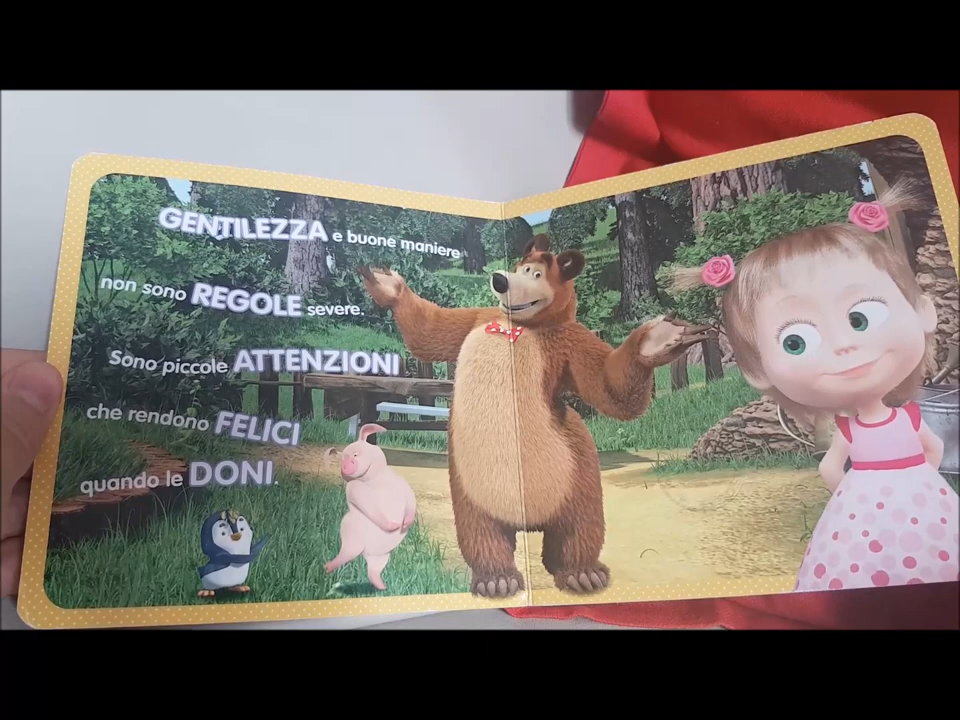 GENTILEZZA e buone maniere
non sono REGOLE severe.
Sono piccole ATTENZIONI
che rendono FELICI
quando le DONI.